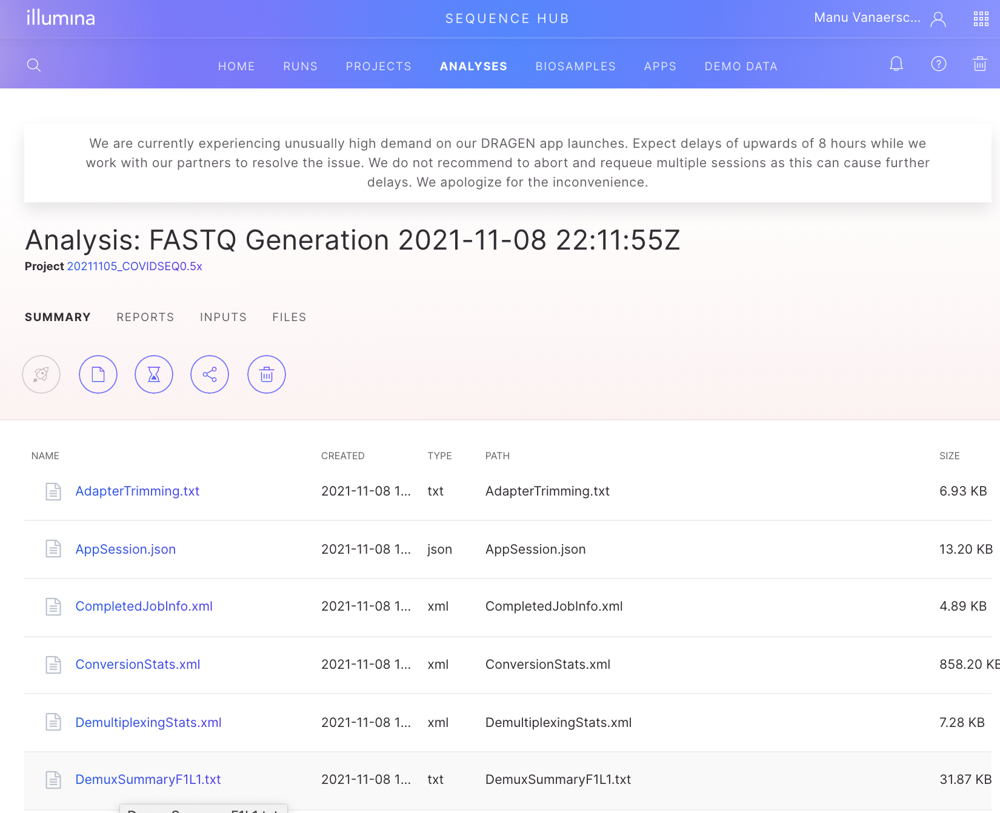 illumina
SEQUENCE HUB
Manu Vanaersc...
HOME RUNS PROJECTS ANALYSES BIOSAMPLES APPS DEMO DATA
We are currently experiencing unusually high demand on our DRAGEN app launches. Expect delays of upwards of 8 hours while we
work with our partners to resolve the issue. We do not recommend to abort and requeue multiple sessions as this can cause further
delays. We apologize for the inconvenience.
Analysis: FASTQ Generation 2021-11-08 22:11:55Z
Project 20211105_COVIDSEQ0.5x
SUMMARY REPORTS INPUTS FILES
NAME CREATED TYPE PATH SIZE
AdapterTrimming.txt 2021-11-08 1... txt AdapterTrimming.txt 6.93 KB
AppSession.json 2021-11-08 1... json AppSession.json 13.20 KB
CompletedJobInfo.xml 2021-11-08 1... xml CompletedJobInfo.xml 4.89 KB
ConversionStats.xml 2021-11-08 1... xml ConversionStats.xml 858.20 KB
DemultiplexingStats.xml 2021-11-08 1... xml DemultiplexingStats.xml 7.28 KB
DemuxSummaryF1L1.txt 2021-11-08 1... txt DemuxSummaryF1L1.txt 31.87 KB